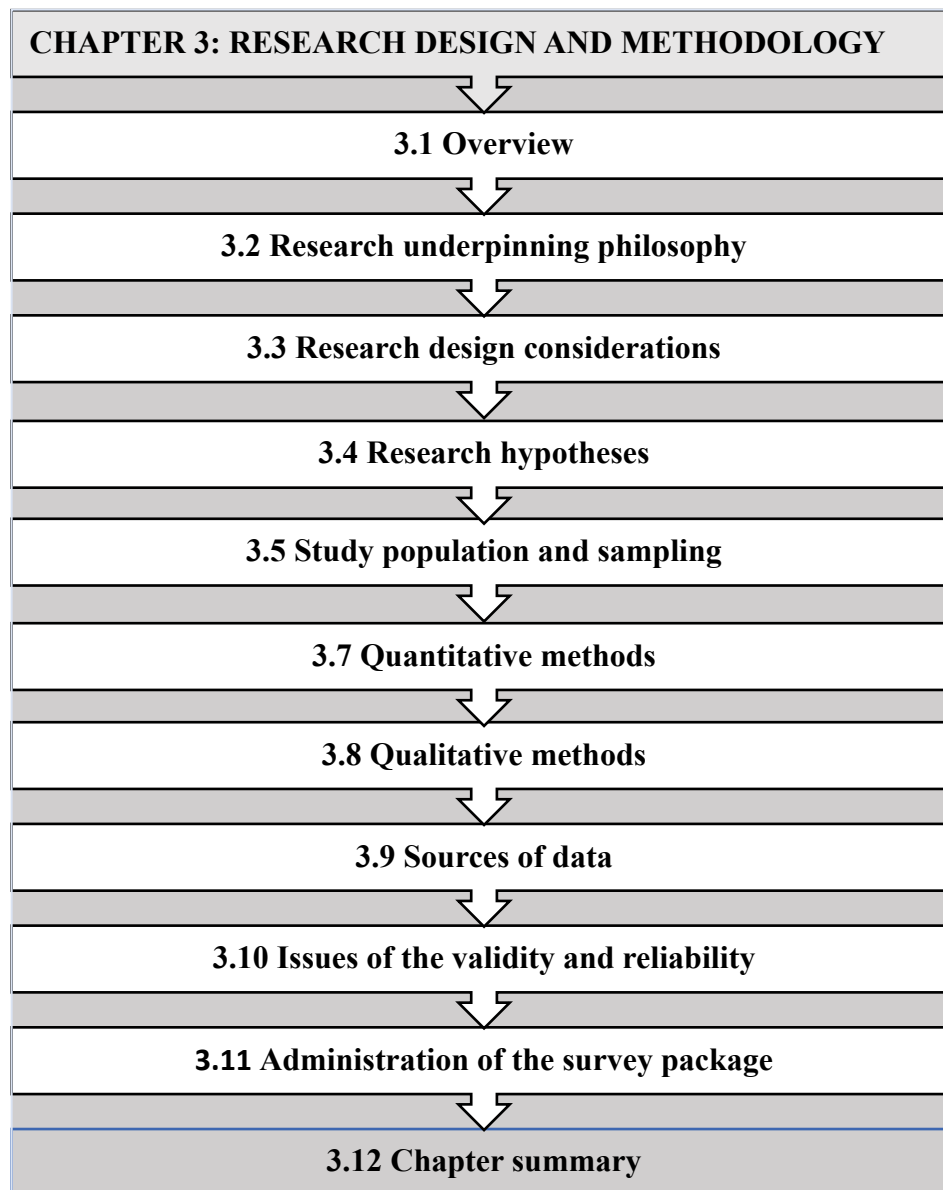 CHAPTER 3: RESEARCH DESIGN AND METHODOLOGY
3.1 Overview
3.2 Research underpinning philosophy
3.3 Research design considerations
3.4 Research hypotheses
3.5 Study population and sampling
3.7 Quantitative methods
3.8 Qualitative methods
3.9 Sources of data
3.10 Issues of the validity and reliability
3.11 Administration of the survey package
3.12 Chapter summary